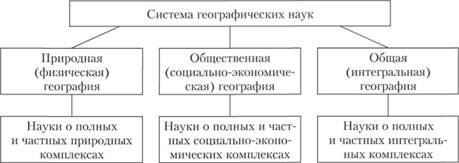 Система географических наук
Природная
(физическая)
география
Общественная
(социально-экономиче-
ская) география
Общая
(интегральная)
география
Науки о полных
и частных природных
комплексах
Науки о полных и част-
ных социально-эконо-
мических комплексах
Науки о полных
и частных интеграль-
ных комплексах